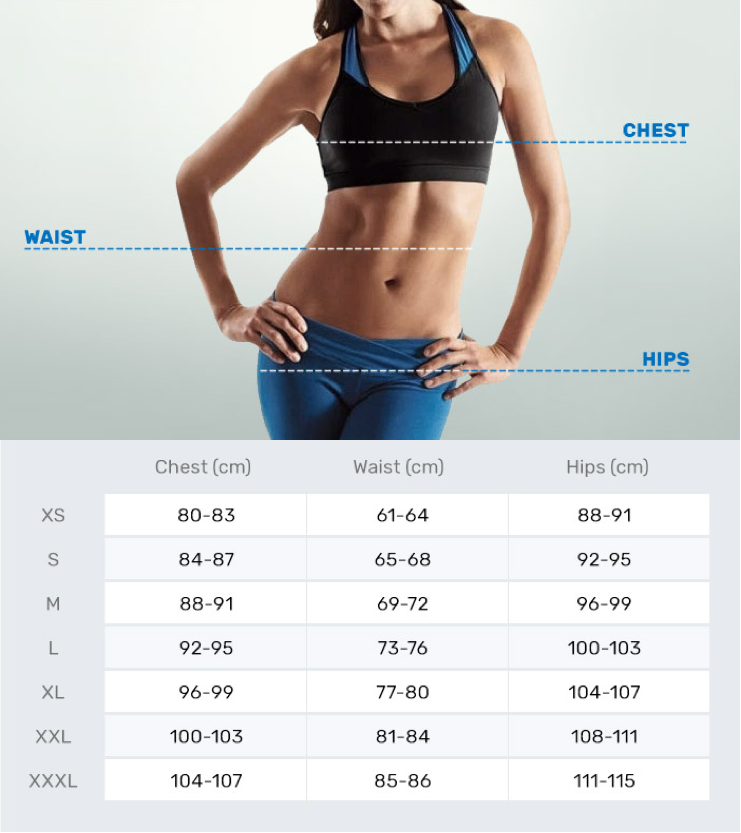 CHEST
WAIST
HIPS
Chest (cm) Waist (cm) Hips (cm)
XS 80-83 61-64 88-91
S 84-87 65-68 92-95
M 88-91 69-72 96-99
L 92-95 73-76 100-103
XL 96-99 77-80 104-107
XXL 100-103 81-84 108-111
XXXL 104-107 85-86 111-115